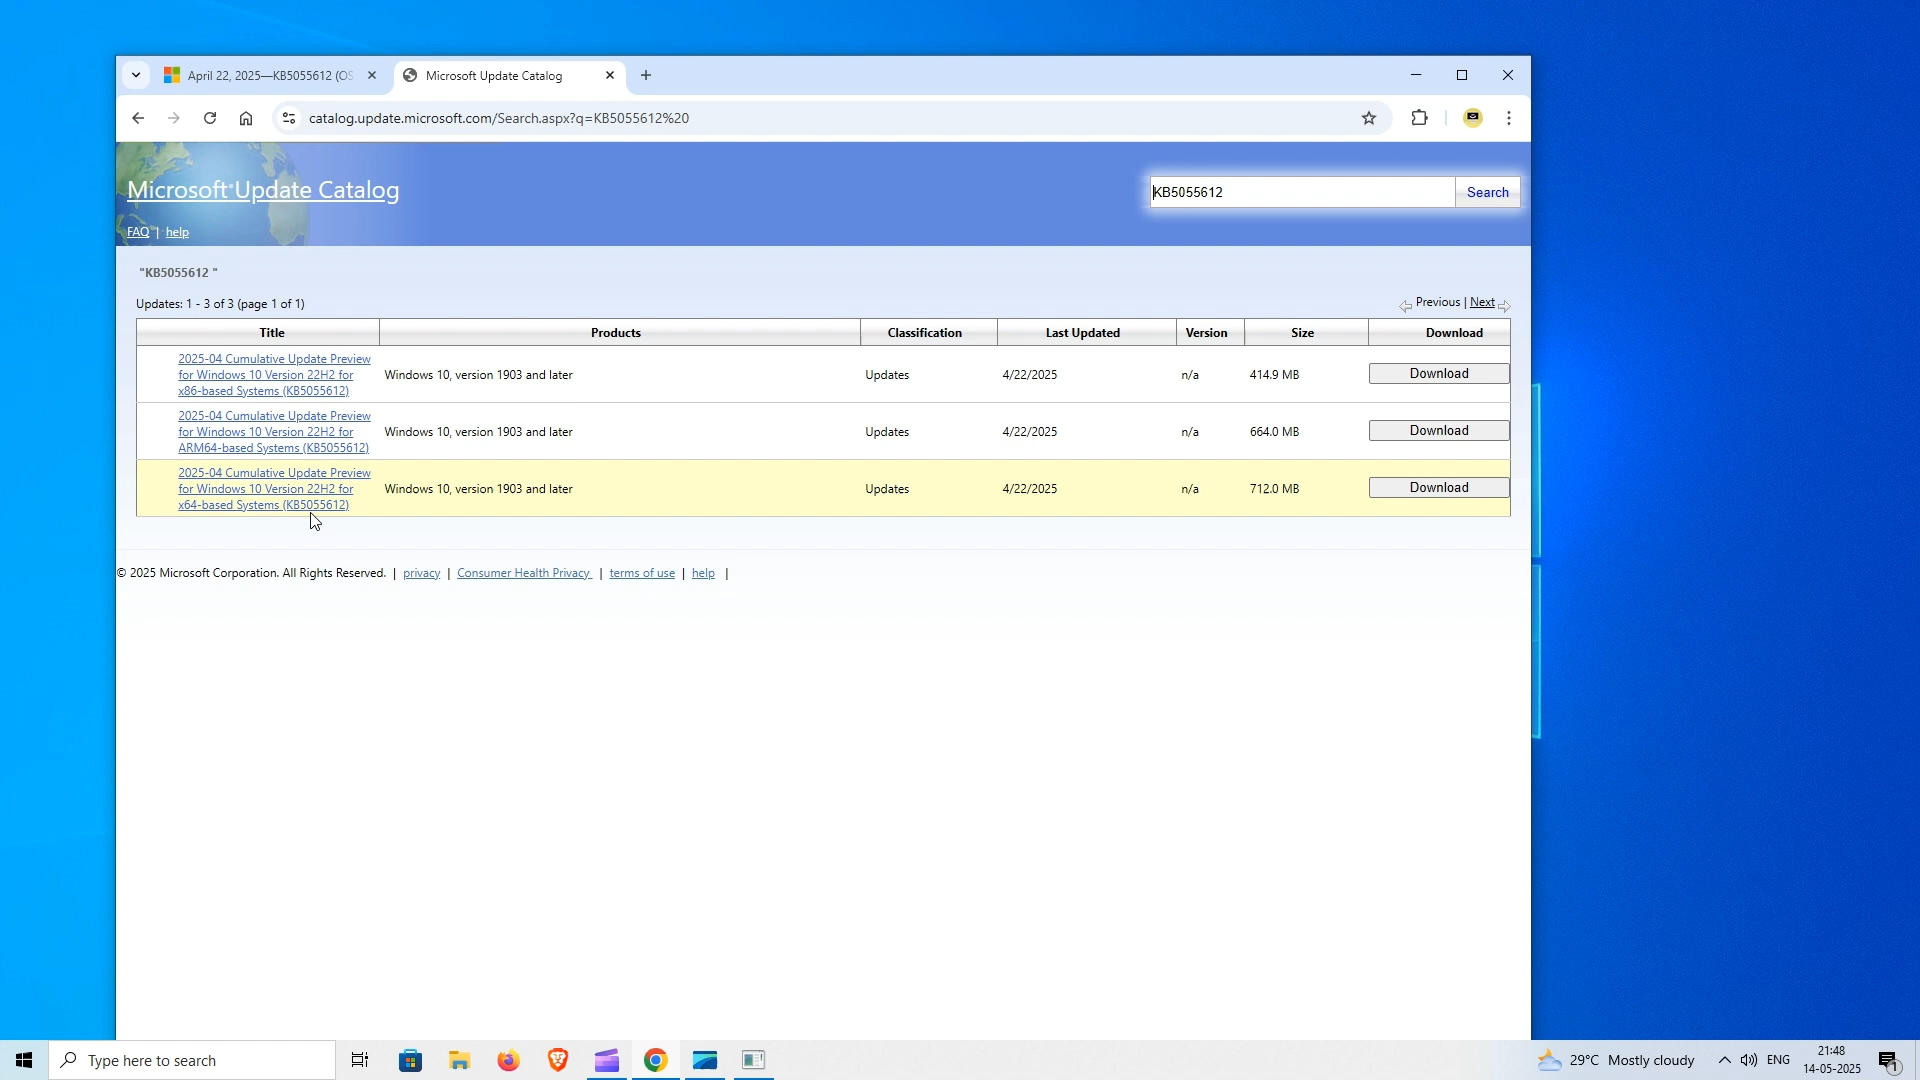 April 22, 2025—KB5055612 (OS
Microsoft Update Catalog
catalog.update.microsoft.com/Search.aspx?q=KB5055612%20
Microsoft Update Catalog
KB5055612
Search
FAQ | help
"KB5055612 "
Updates: 1 - 3 of 3 (page 1 of 1)
Previous | Next
Title Products Classification Last Updated Version Size Download
2025-04 Cumulative Update Preview
for Windows 10 Version 22H2 for
x86-based Systems (KB5055612)
Windows 10, version 1903 and later Updates 4/22/2025 n/a 414.9 MB Download
2025-04 Cumulative Update Preview
for Windows 10 Version 22H2 for
ARM64-based Systems (KB5055612)
Windows 10, version 1903 and later Updates 4/22/2025 n/a 664.0 MB Download
2025-04 Cumulative Update Preview
for Windows 10 Version 22H2 for
x64-based Systems (KB5055612)
Windows 10, version 1903 and later Updates 4/22/2025 n/a 712.0 MB Download
© 2025 Microsoft Corporation. All Rights Reserved. | privacy | Consumer Health Privacy | terms of use | help |
Type here to search
29°C Mostly cloudy
ENG
21:48
14-05-2025
1